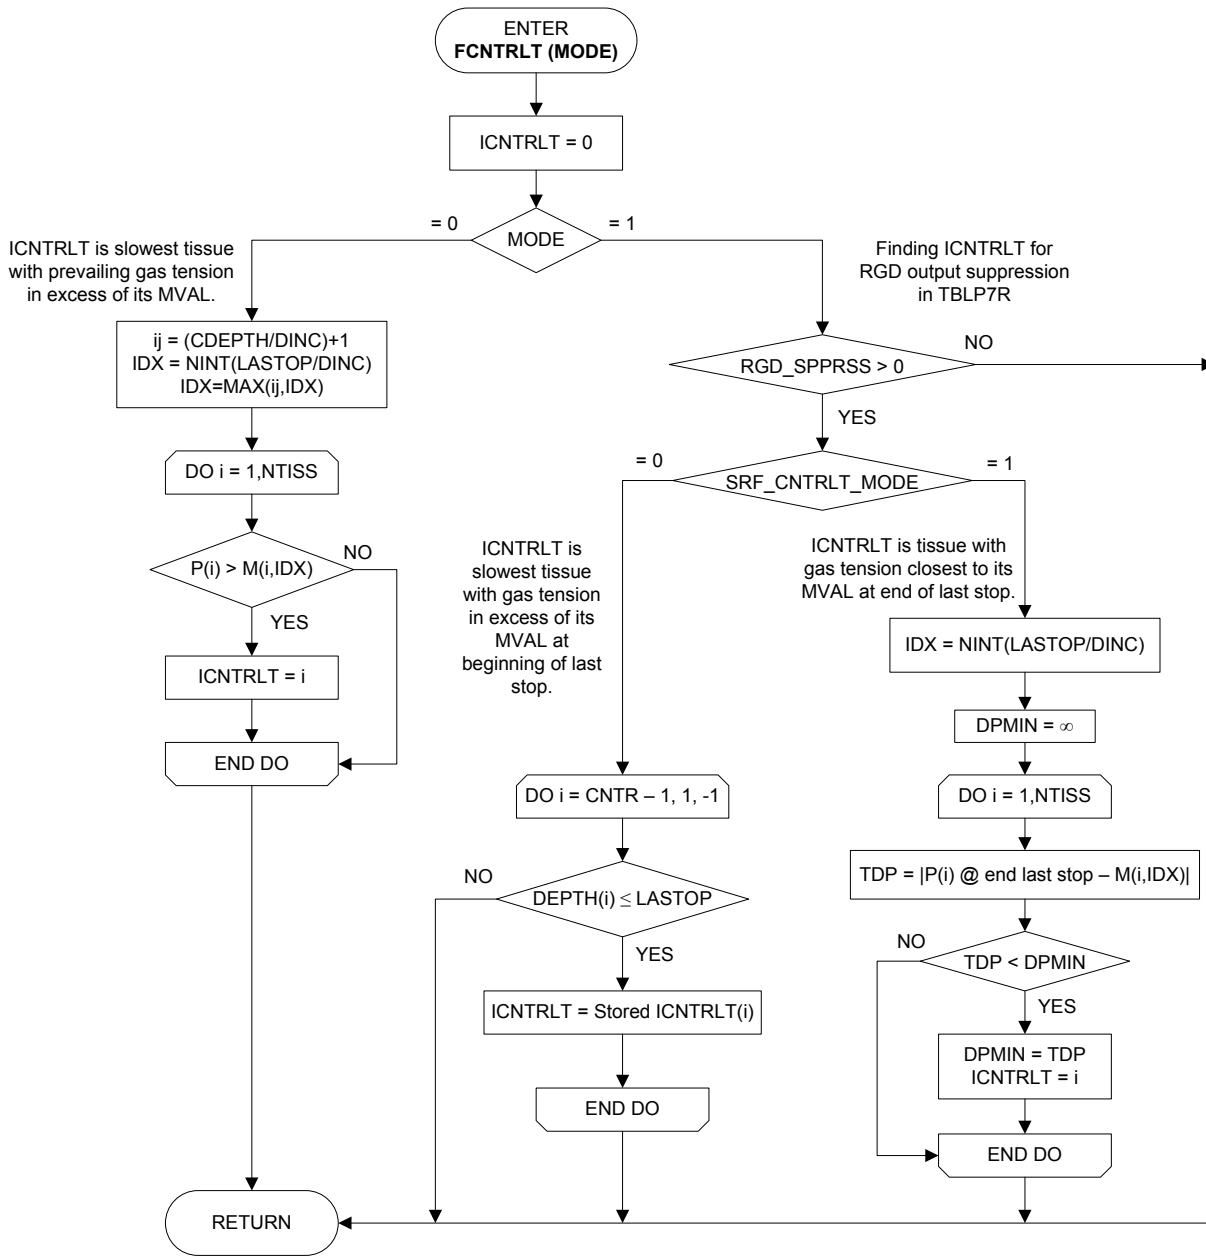 ENTER
FCNTRLT (MODE)
ICNTRLT = 0
= 0
MODE
= 1
ICNTRLT is slowest tissue
with prevailing gas tension
in excess of its MVAL.
Finding ICNTRLT for
RGD output suppression
in TBLP7R
ij = (CDEPTH/DINC)+1
IDX = NINT(LASTOP/DINC)
IDX=MAX(ij,IDX)
RGD_SPPRSS > 0
NO
YES
DO i = 1,NTISS
= 0
SRF_CNTRLT_MODE
= 1
P(i) > M(i,IDX)
NO
YES
ICNTRLT is
slowest tissue
with gas tension
in excess of its
MVAL at
beginning of last
stop.
ICNTRLT is tissue with
gas tension closest to its
MVAL at end of last stop.
ICNTRLT = i
IDX = NINT(LASTOP/DINC)
DPMIN = ∞
END DO
DO i = CNTR – 1, 1, -1
DO i = 1,NTISS
NO
DEPTH(i) ≤ LASTOP
YES
TDP = |P(i) @ end last stop – M(i,IDX)|
NO
TDP < DPMIN
YES
ICNTRLT = Stored ICNTRLT(i)
DPMIN = TDP
ICNTRLT = i
END DO
END DO
RETURN